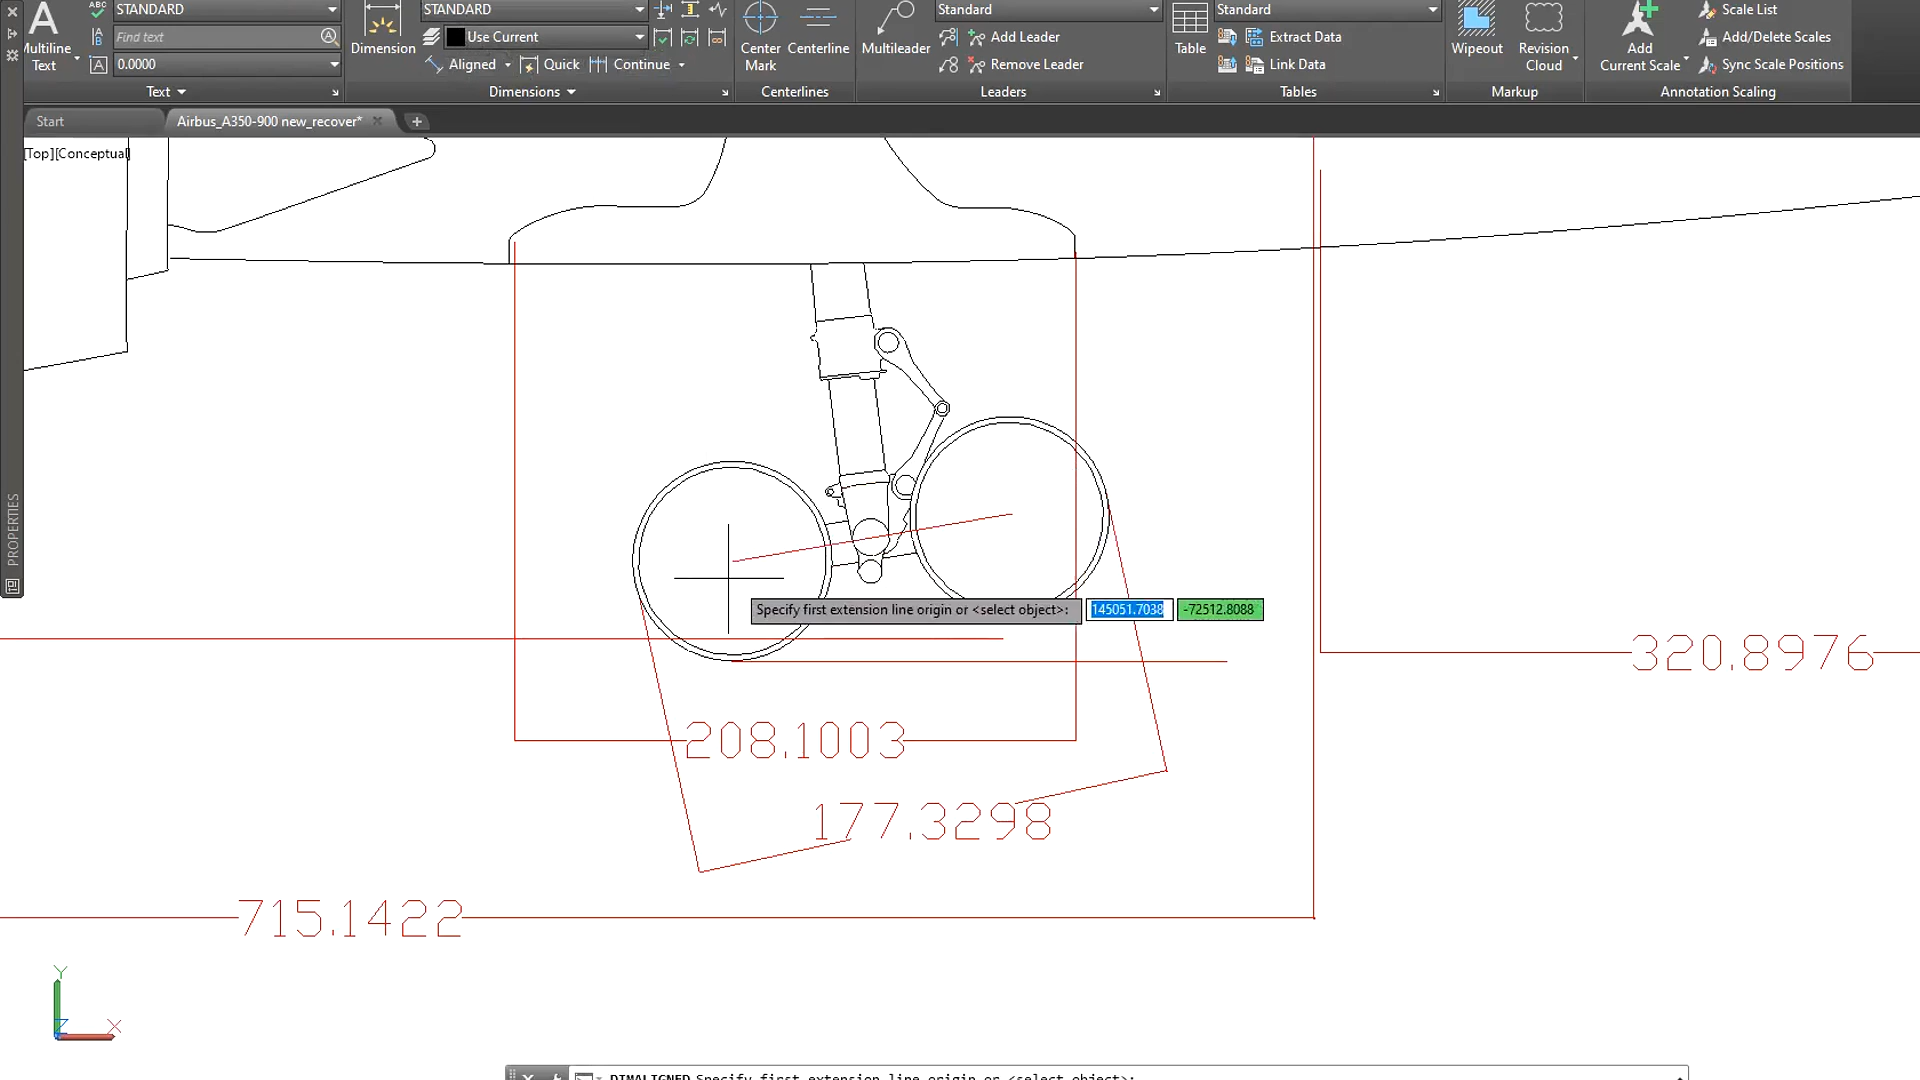 STANDARD
Find text
0.0000
Multiline Text
Text
Dimension
STANDARD
Use Current
Aligned
Quick
Continue
Dimensions
Center Mark
Centerline
Centerlines
Multileader
Standard
Add Leader
Remove Leader
Leaders
Table
Standard
Extract Data
Link Data
Tables
Wipeout
Revision Cloud
Markup
Add Current Scale
Scale List
Add/Delete Scales
Sync Scale Positions
Annotation Scaling
Start
Airbus_A350-900 new_recover*
[Top][Conceptual]
PROPERTIES
Specify first extension line origin or <select object>: 145051.7038 -72512.8088
320.8976
208.1003
177.3298
715.1422
Y
Z
X
DIMALIGNED Specify first extension line origin or <select object>: